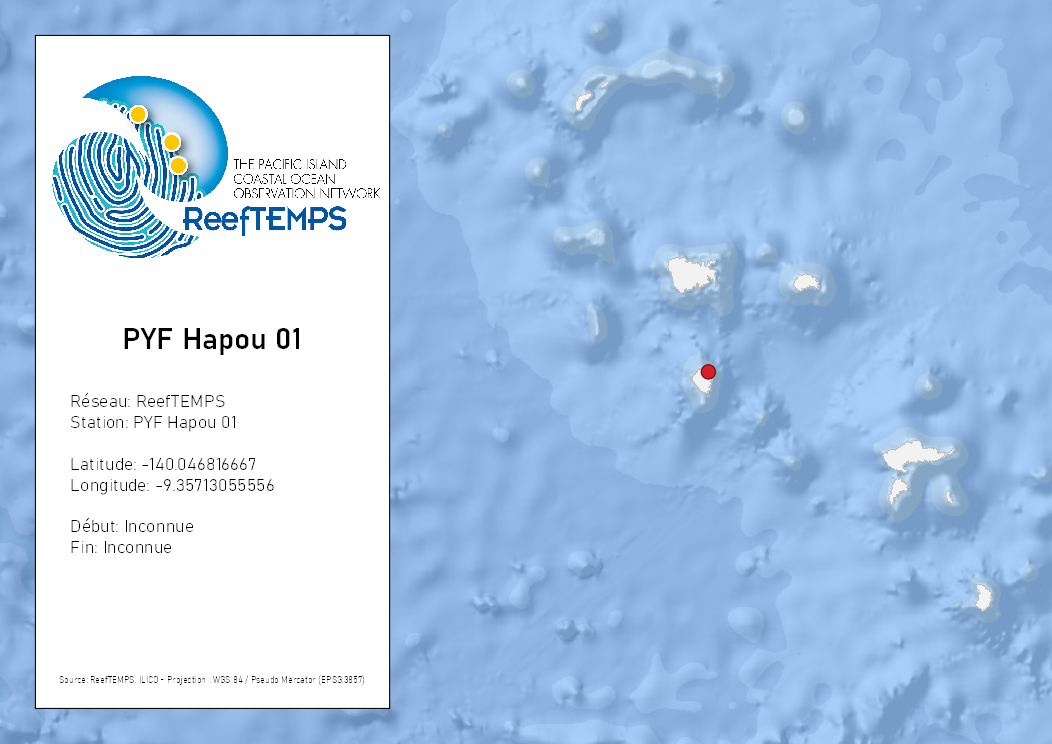 THE PACIFIC ISLAND
COASTAL OCEAN
OBSERVATION NETWORK
ReefTEMPS
PYF Hapou 01
Réseau: ReefTEMPS
Station: PYF Hapou 01
Latitude: -140.046816667
Longitude: -9.35713055556
Début: Inconnue
Fin: Inconnue
Source: ReefTEMPS, ILICO - Projection : WGS 84 / Pseudo Mercator (EPSG:3857)